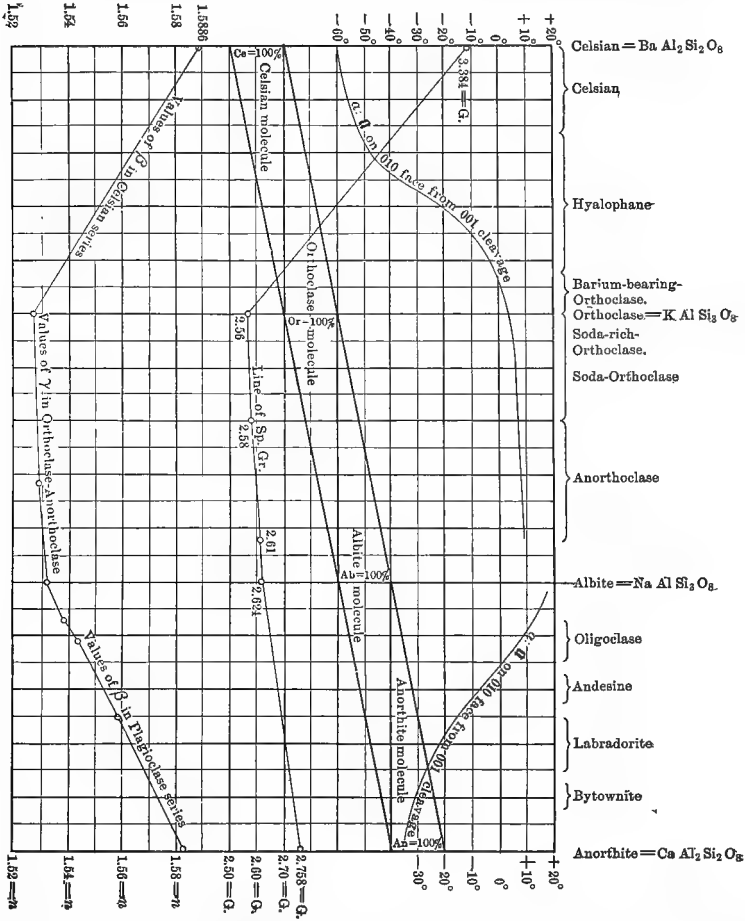 1.52
1.54
1.56
1.58
1.5886
-60°
-50°
-40°
-30°
-20°
-10°
0°
+10°
+20°
Celsian = Ba Al2 Si2 O8
Celsian
Hyalophane
Barium-bearing-
Orthoclase.
Orthoclase. = K Al Si3 O8
Soda-rich-
Orthoclase.
Soda-Orthoclase
Anorthoclase
Albite = Na Al Si3 O8
Oligoclase
Andesine
Labradorite
Bytownite
Anorthite = Ca Al2 Si2 O8
Ce=100%
Celsian molecule
Orthoclase molecule
Or-100%
Albite molecule
Ab=100%
Anorthite molecule
An=100%
3.384=G.
on 010 face from 001 cleavage
Values of β in Celsian series
2.56
Line of Sp. Gr.
2.58
2.61
2.624
Values of γ in Orthoclase-Anorthoclase
Values of β in Plagioclase series
on 010 face from 001 cleavage
1.52=n
1.54=n
1.56=n
1.58=n
2.50=G.
2.60=G.
2.70=G.
2.758=G.
30°
20°
10°
0°
+10°
+20°